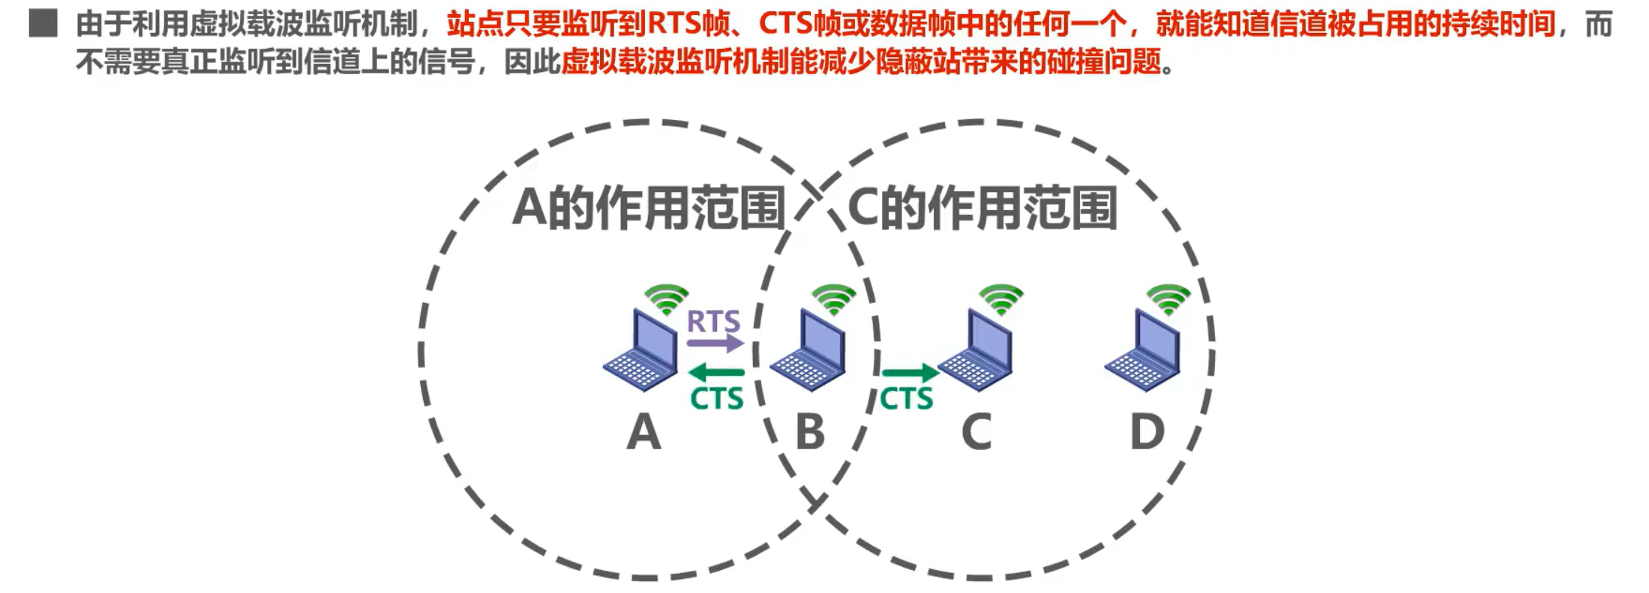 由于利用虚拟载波监听机制，站点只要监听到RTS帧、CTS帧或数据帧中的任何一个，就能知道信道被占用的持续时间，而
不需要真正监听到信道上的信号，因此虚拟载波监听机制能减少隐蔽站带来的碰撞问题。
A的作用范围 C的作用范围
RTS
CTS CTS
A B C D